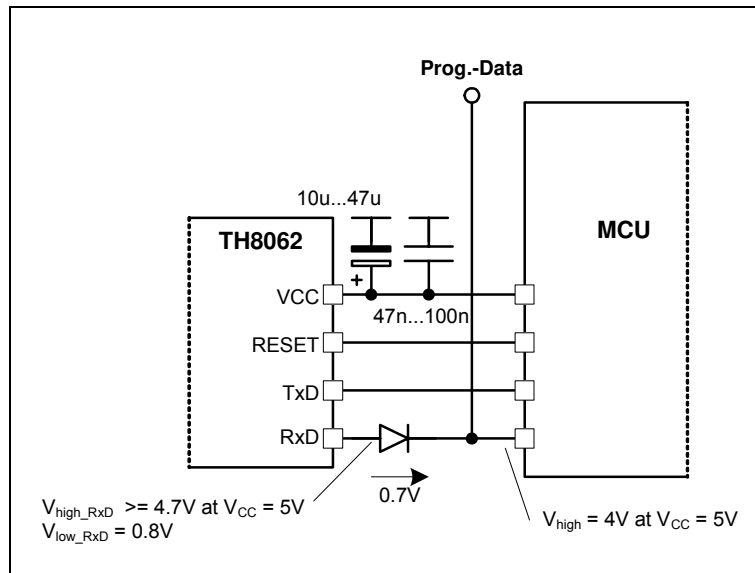 Prog.-Data
10u...47u
TH8062
MCU
+
VCC
47n...100n
RESET
TxD
RxD
0.7V
V_high_RxD >= 4.7V at V_CC = 5V
V_low_RxD = 0.8V
V_high = 4V at V_CC = 5V